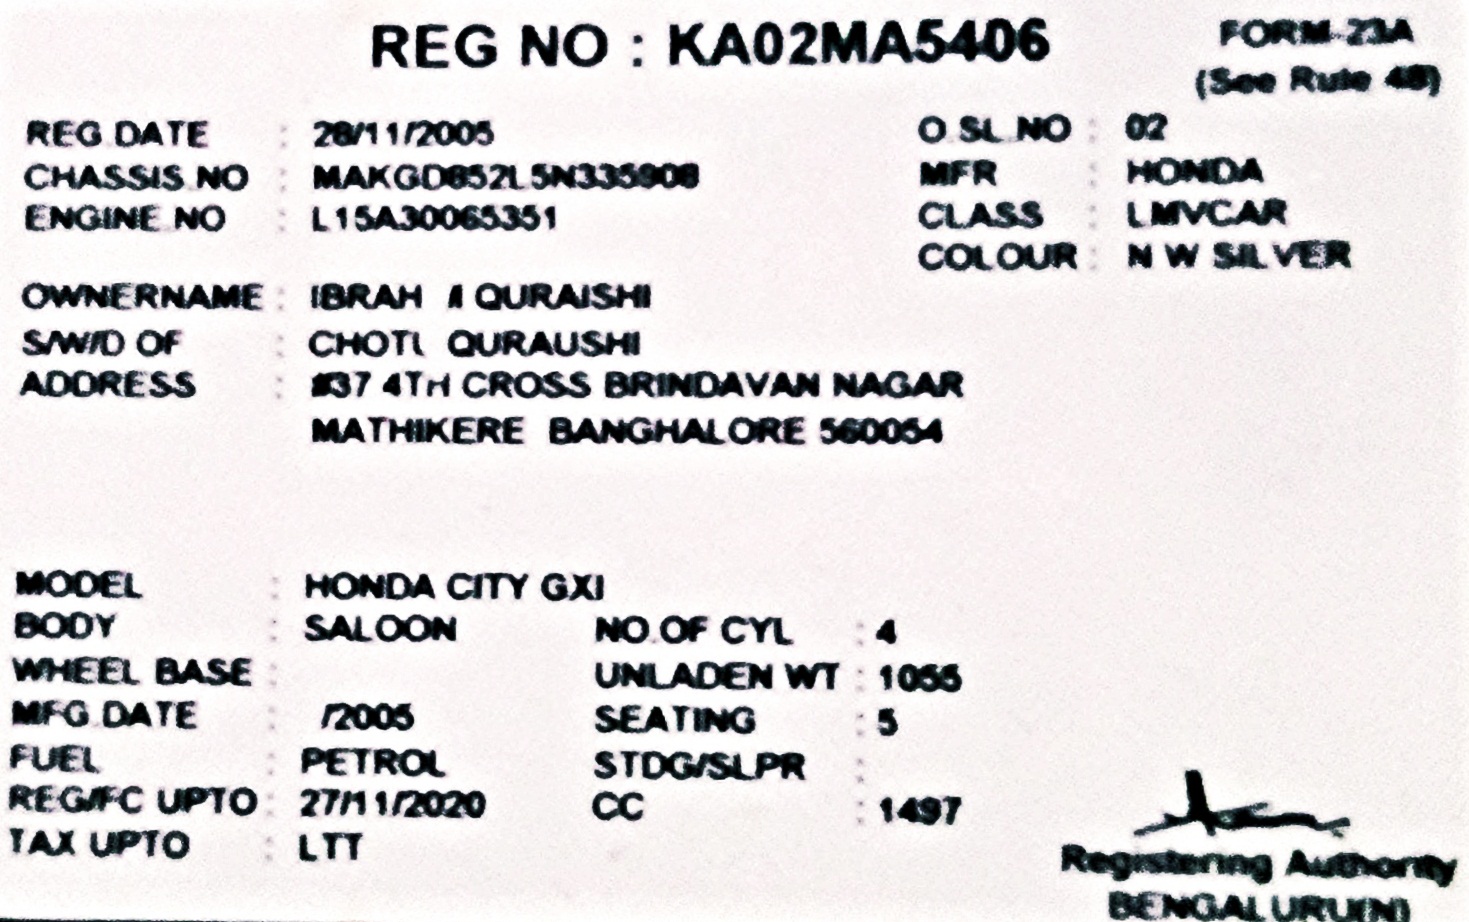 REG NO : KA02MA5406
FORM-23A
(See Rule 48)
REG.DATE : 28/11/2005
O.SL.NO : 02
CHASSIS.NO : MAKGD852L5N335908
MFR : HONDA
ENGINE.NO : L15A30065351
CLASS : LMVCAR
COLOUR : N W SILVER
OWNERNAME : QURAISHI
S/W/D OF : QURAUSHI
ADDRESS : #37 4TH CROSS BRINDAVAN NAGAR
MATHIKERE BANGHALORE 560054
MODEL : HONDA CITY GXI
BODY : SALOON NO.OF CYL : 4
WHEEL BASE : UNLADEN WT : 1055
MFG.DATE /2005 SEATING : 5
FUEL : PETROL STDG/SLPR :
REG/FC UPTO : 27/11/2020 CC : 1497
TAX UPTO : LTT
Registering Authority
BENGALURU(N)